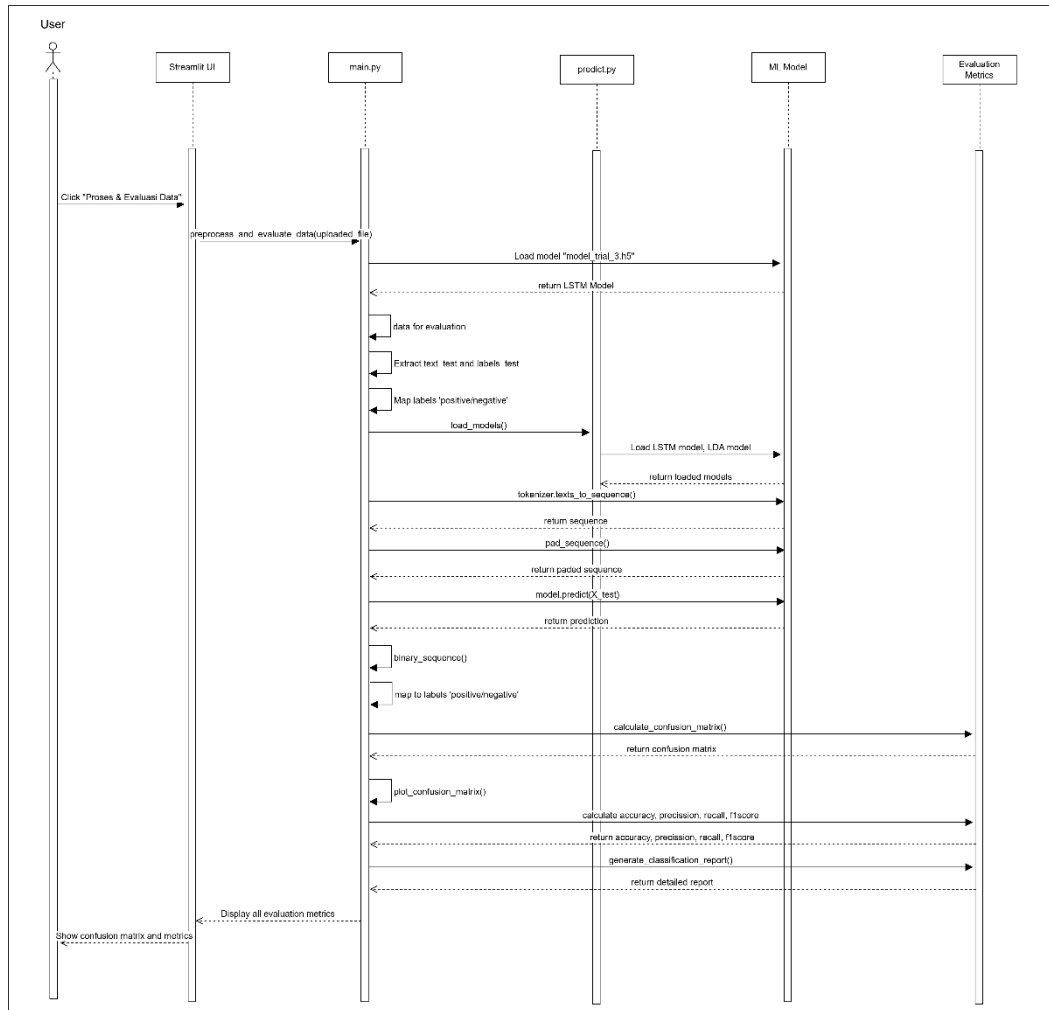 User
Streamlit UI
main.py
predict.py
ML Model
Evaluation
Metrics
Click "Proses & Evaluasi Data"
preprocess_and_evaluate_data(uploaded_file)
Load model "model_trial_3.h5"
return LSTM Model
data for evaluation
Extract text_test and labels_test
Map labels 'positive/negative'
load_models()
Load LSTM model, LDA model
return loaded models
tokenizer.texts_to_sequence()
return sequence
pad_sequence()
return paded sequence
model.predict(X_test)
return prediction
binary_sequence()
map to labels 'positive/negative'
calculate_confusion_matrix()
return confusion matrix
plot_confusion_matrix()
calculate accuracy, precission, recall, f1score
return accuracy, precission, recall, f1score
generate_classification_report()
return detailed report
Display all evaluation metrics
Show confusion matrix and metrics